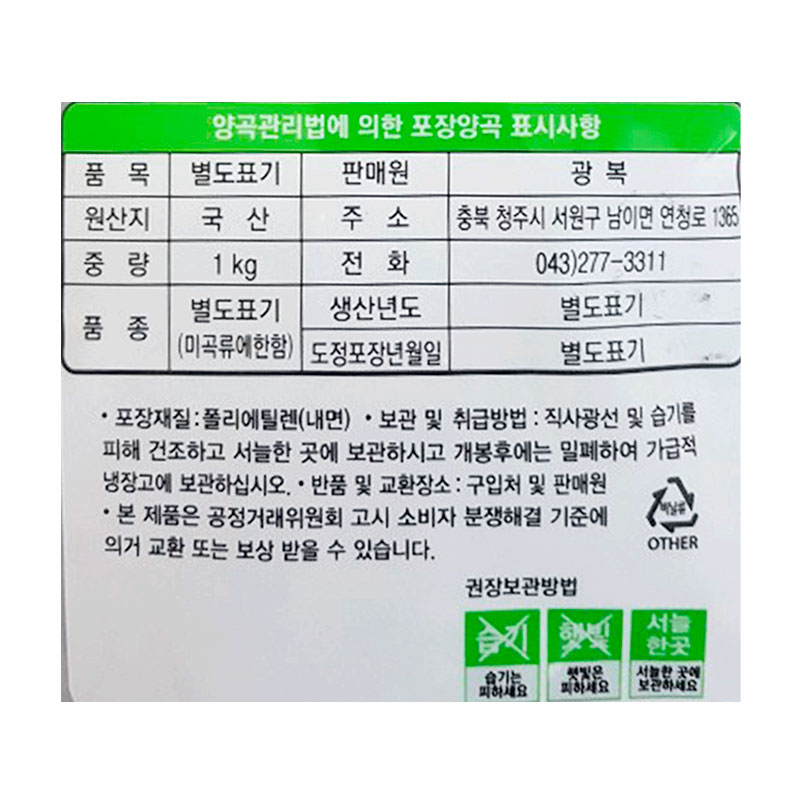 양곡관리법에 의한 포장양곡 표시사항
품 목 별도표기 판매원 광 복
원산지 국 산 주 소 충북 청주시 서원구 남이면 연청로 1365
중 량 1 kg 전 화 043)277-3311
품 종 별도표기 (미곡류에한함) 생산년도 별도표기
도정포장년월일 별도표기
• 포장재질 : 폴리에틸렌(내면) • 보관 및 취급방법 : 직사광선 및 습기를
피해 건조하고 서늘한 곳에 보관하시고 개봉후에는 밀폐하여 가급적
냉장고에 보관하십시오. • 반품 및 교환장소 : 구입처 및 판매원
• 본 제품은 공정거래위원회 고시 소비자 분쟁해결 기준에
의거 교환 또는 보상 받을 수 있습니다.
비닐류
OTHER
권장보관방법
습기 햇빛 서늘
한곳
습기는 햇빛은 서늘한 곳에
피하세요 피하세요 보관하세요